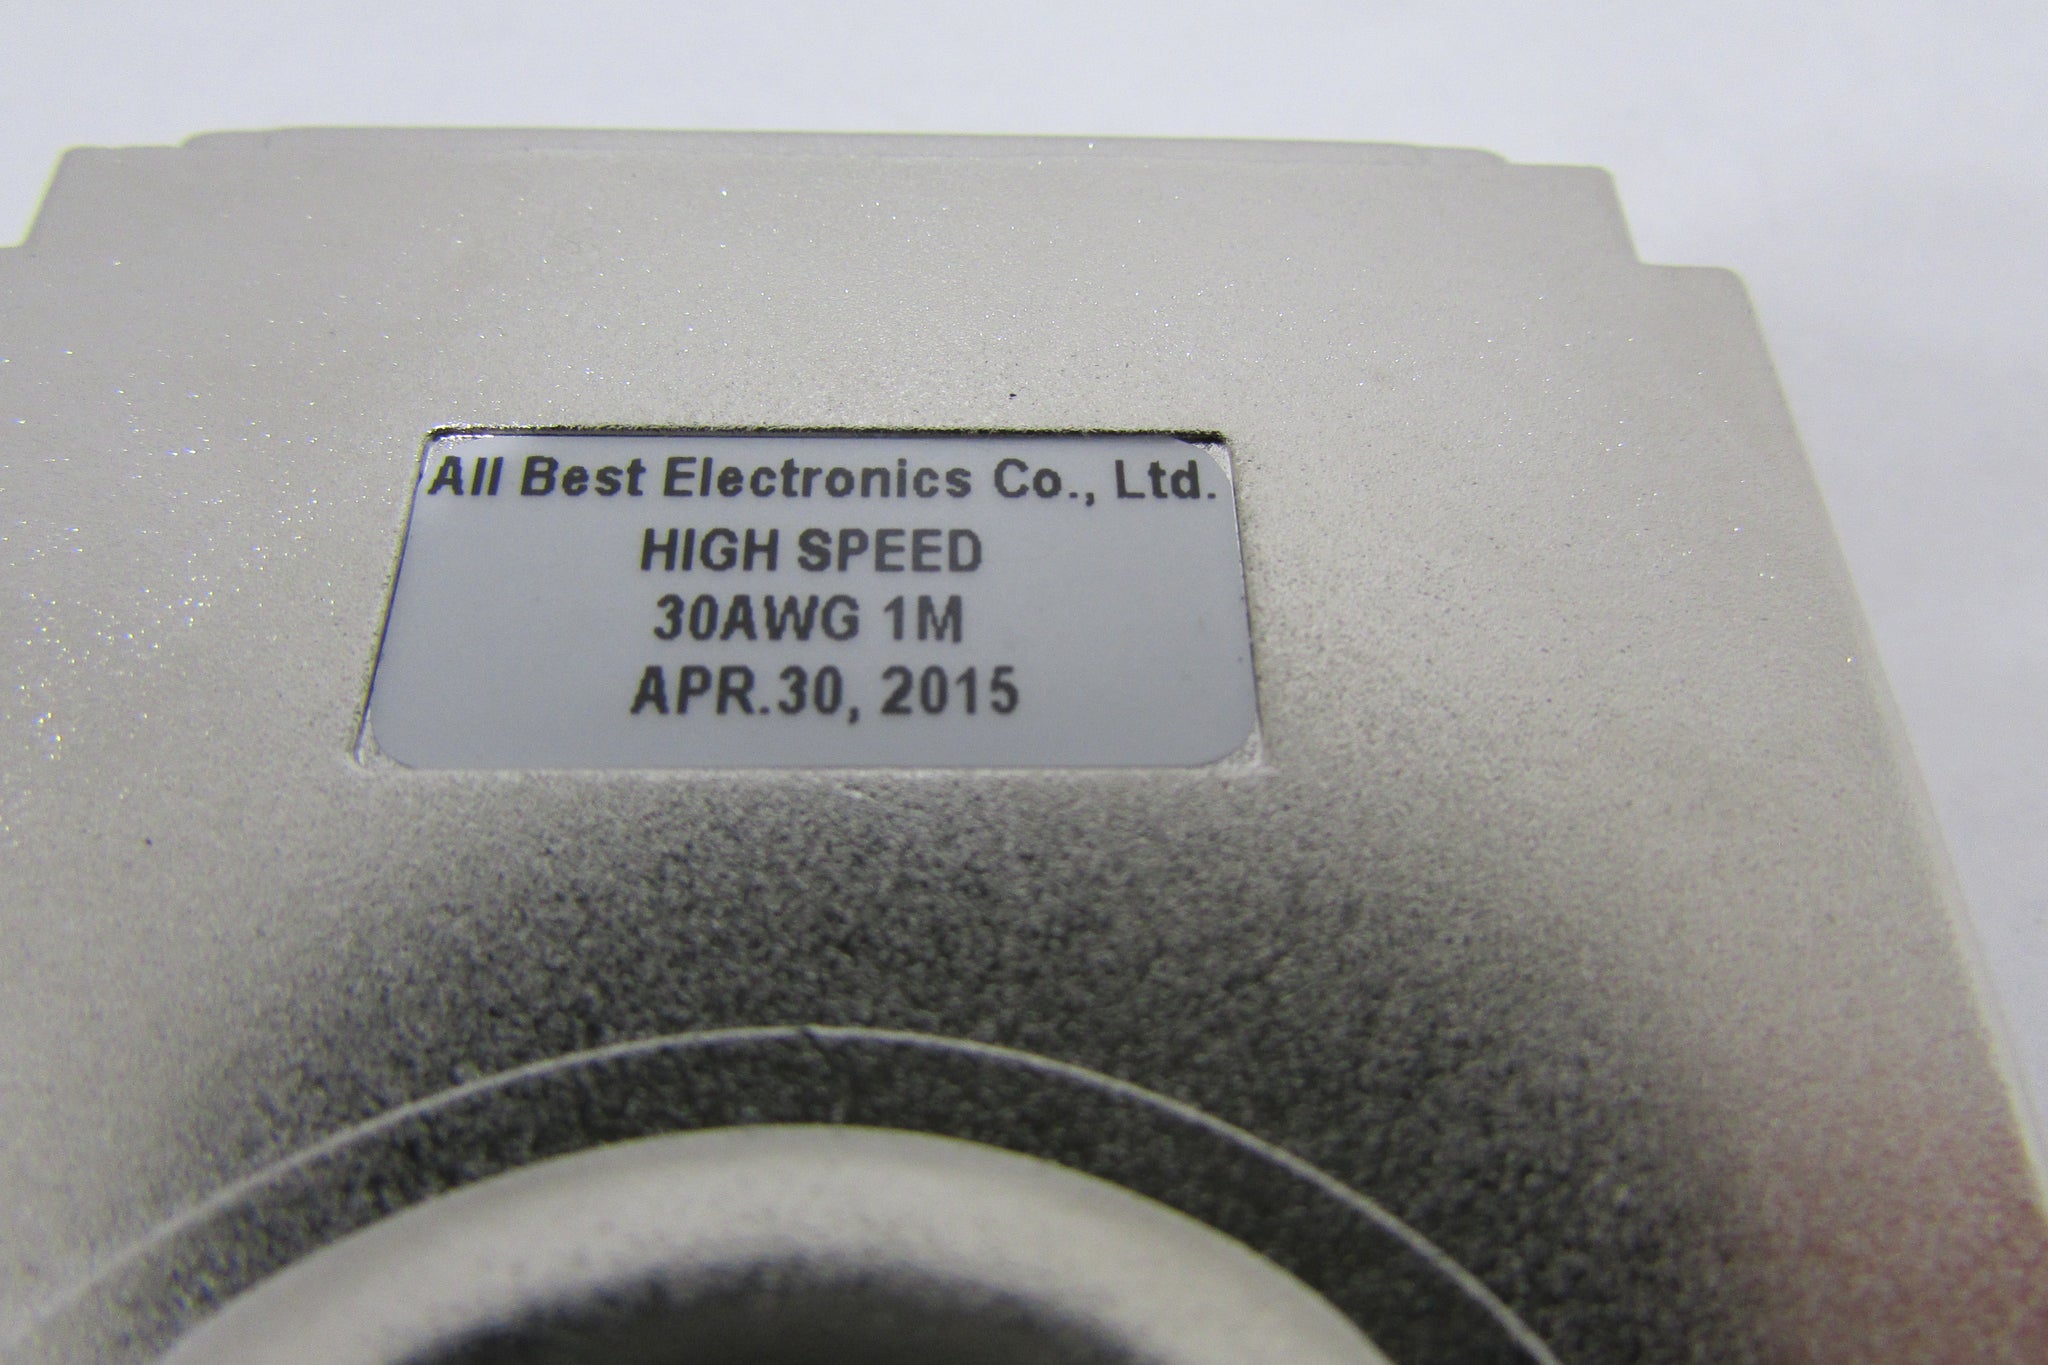 All Best Electronics Co., Ltd.
HIGH SPEED
30AWG 1M
APR.30, 2015